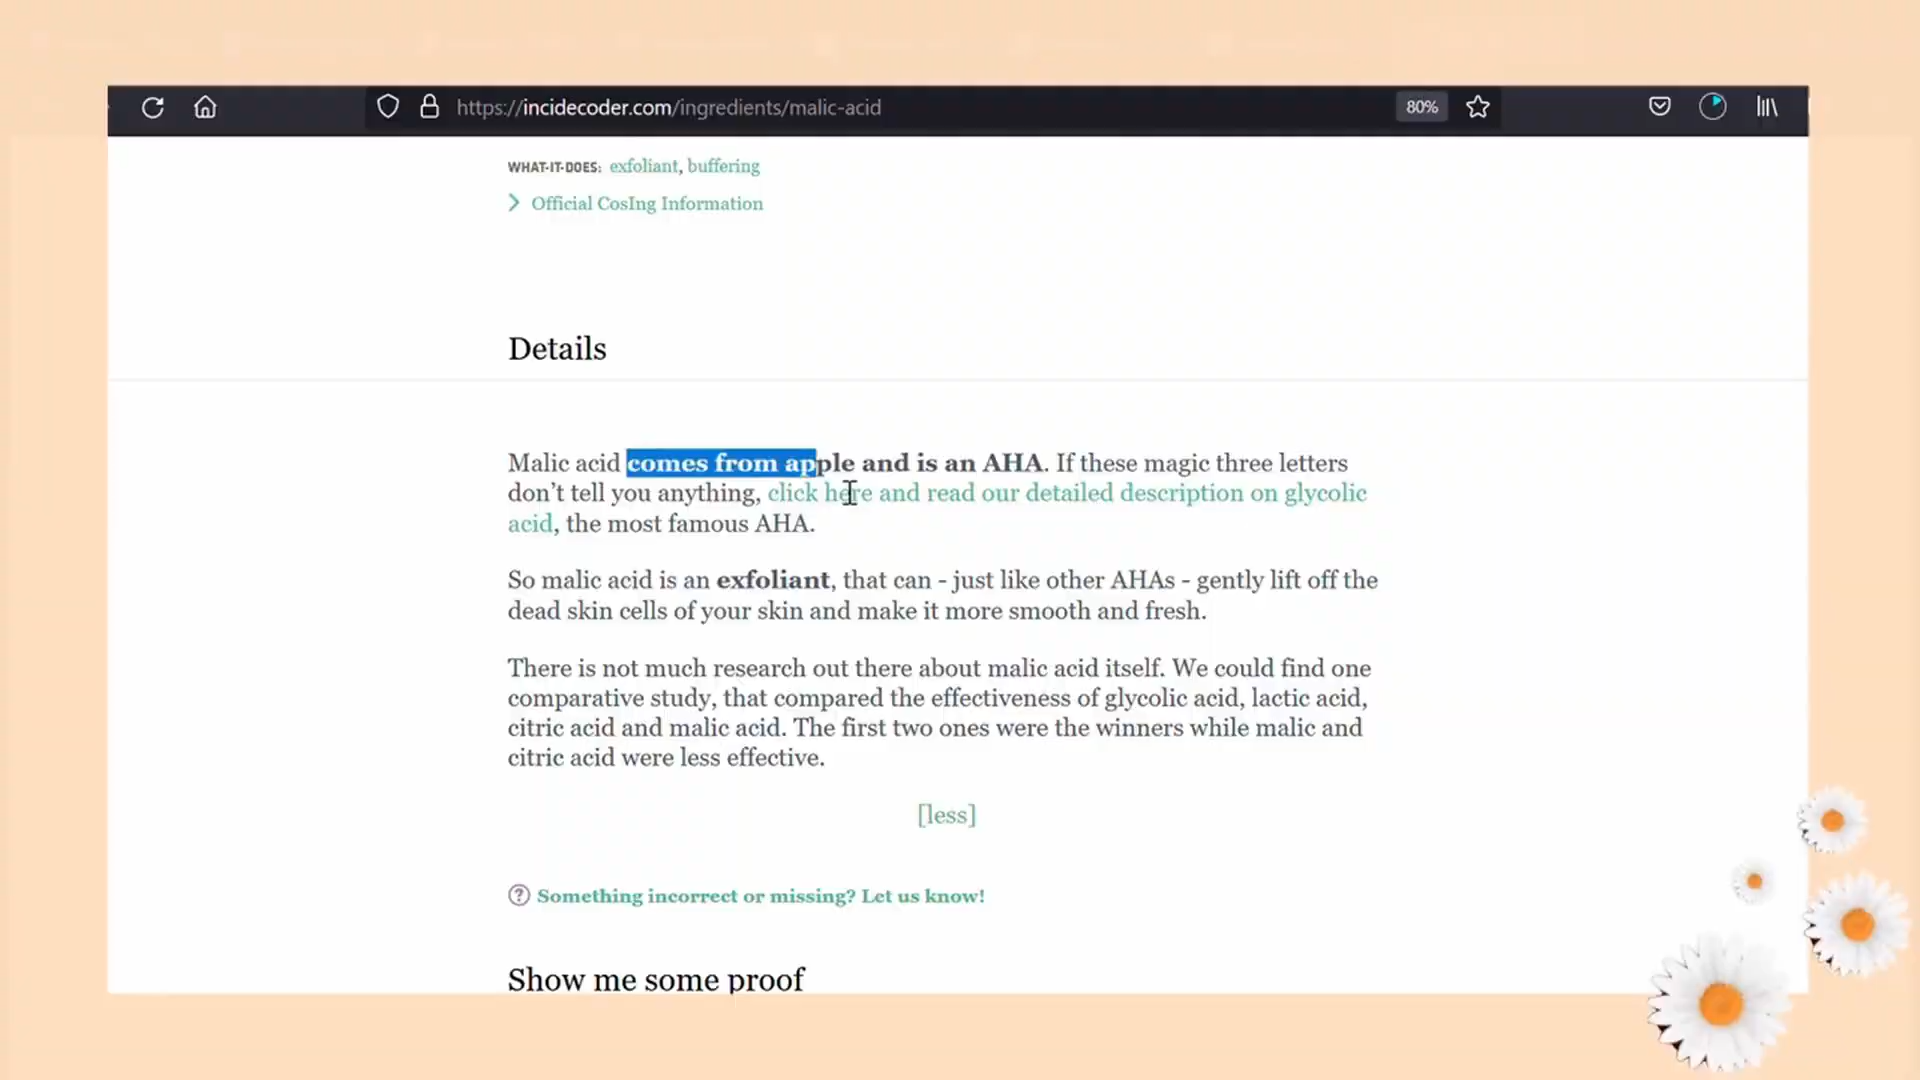 https://incidecoder.com/ingredients/malic-acid
80%
WHAT-IT-DOES: exfoliant, buffering
Official CosIng Information
Details
Malic acid comes from apple and is an AHA. If these magic three letters
don't tell you anything, click here and read our detailed description on glycolic
acid, the most famous AHA.
So malic acid is an exfoliant, that can - just like other AHAs - gently lift off the
dead skin cells of your skin and make it more smooth and fresh.
There is not much research out there about malic acid itself. We could find one
comparative study, that compared the effectiveness of glycolic acid, lactic acid,
citric acid and malic acid. The first two ones were the winners while malic and
citric acid were less effective.
[less]
Something incorrect or missing? Let us know!
Show me some proof